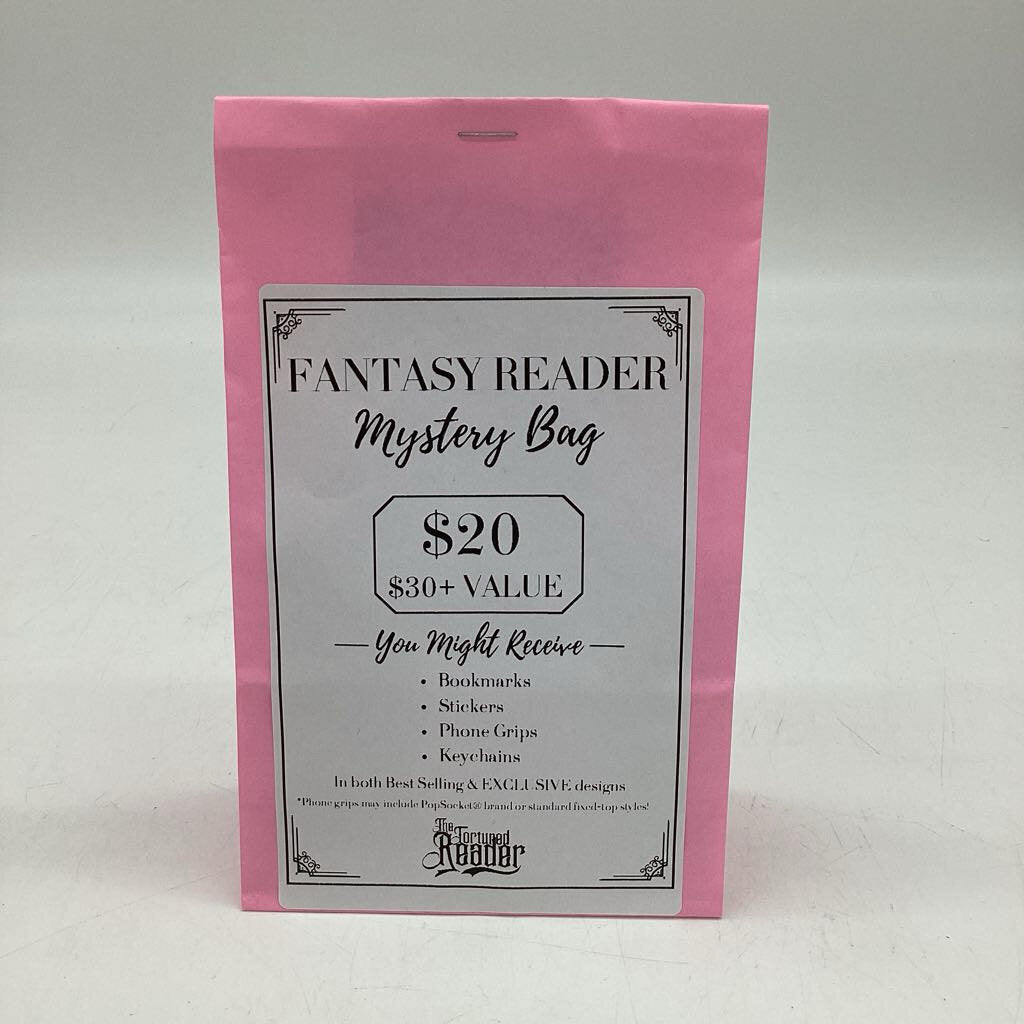 FANTASY READER
Mystery Bag
$20
$30+ VALUE
You Might Receive
• Bookmarks
• Stickers
• Phone Grips
• Keychains
In both Best Selling & EXCLUSIVE designs
*Phone grips may include PopSocket® brand or standard fixed-top styles!
The
Tortured
Reader